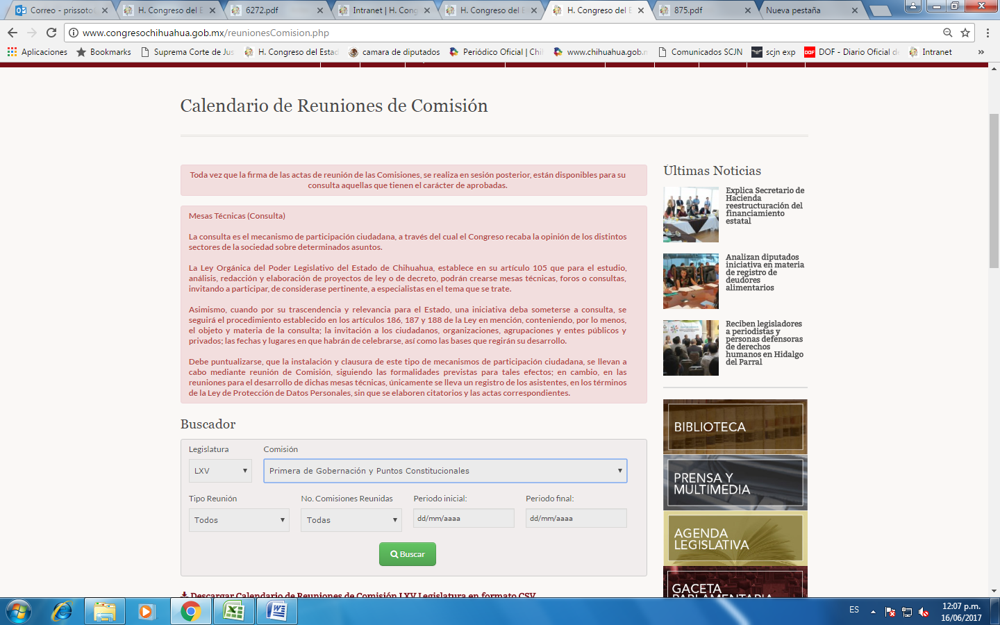 Correo - prissoto
H. Congreso del E
6272.pdf
Intranet | H. Cong
H. Congreso del E
H. Congreso del E
875.pdf
Nueva pestaña
www.congresochihuahua.gob.mx/reunionesComision.php
Aplicaciones
Bookmarks
Suprema Corte de Jus
H. Congreso del Estad
camara de diputados
Periódico Oficial | Chi
www.chihuahua.gob.n
Comunicados SCJN
scjn exp
DOF
DOF - Diario Oficial de
Intranet
»
Calendario de Reuniones de Comisión
Toda vez que la firma de las actas de reunión de las Comisiones, se realiza en sesión posterior, están disponibles para su
consulta aquellas que tienen el carácter de aprobadas.
Mesas Técnicas (Consulta)
La consulta es el mecanismo de participación ciudadana, a través del cual el Congreso recaba la opinión de los distintos
sectores de la sociedad sobre determinados asuntos.
La Ley Orgánica del Poder Legislativo del Estado de Chihuahua, establece en su artículo 105 que para el estudio,
análisis, redacción y elaboración de proyectos de ley o de decreto, podrán crearse mesas técnicas, foros o consultas,
invitando a participar, de considerase pertinente, a especialistas en el tema que se trate.
Asimismo, cuando por su trascendencia y relevancia para el Estado, una iniciativa deba someterse a consulta, se
seguirá el procedimiento establecido en los artículos 186, 187 y 188 de la Ley en mención, conteniendo, por lo menos,
el objeto y materia de la consulta; la invitación a los ciudadanos, organizaciones, agrupaciones y entes públicos y
privados; las fechas y lugares en que habrán de celebrarse, así como las bases que regirán su desarrollo.
Debe puntualizarse, que la instalación y clausura de este tipo de mecanismos de participación ciudadana, se llevan a
cabo mediante reunión de Comisión, siguiendo las formalidades previstas para tales efectos; en cambio, en las
reuniones para el desarrollo de dichas mesas técnicas, únicamente se lleva un registro de los asistentes, en los términos
de la Ley de Protección de Datos Personales, sin que se elaboren citatorios y las actas correspondientes.
Buscador
Legislatura
Comisión
LXV
Primera de Gobernación y Puntos Constitucionales
Tipo Reunión
No. Comisiones Reunidas
Periodo inicial:
Periodo final:
Todos
Todas
dd/mm/aaaa
dd/mm/aaaa
Buscar
Descargar Calendario de Reuniones de Comisión LXV Legislatura en formato CSV
Últimas Noticias
Explica Secretario de
Hacienda
reestructuración del
financiamiento
estatal
Analizan diputados
iniciativa en materia
de registro de
deudores
alimentarios
Reciben legisladores
a periodistas y
personas defensoras
de derechos
humanos en Hidalgo
del Parral
BIBLIOTECA
PRENSA Y
MULTIMEDIA
AGENDA
LEGISLATIVA
GACETA
PARLAMENTARIA
ES
12:07 p.m.
16/06/2017